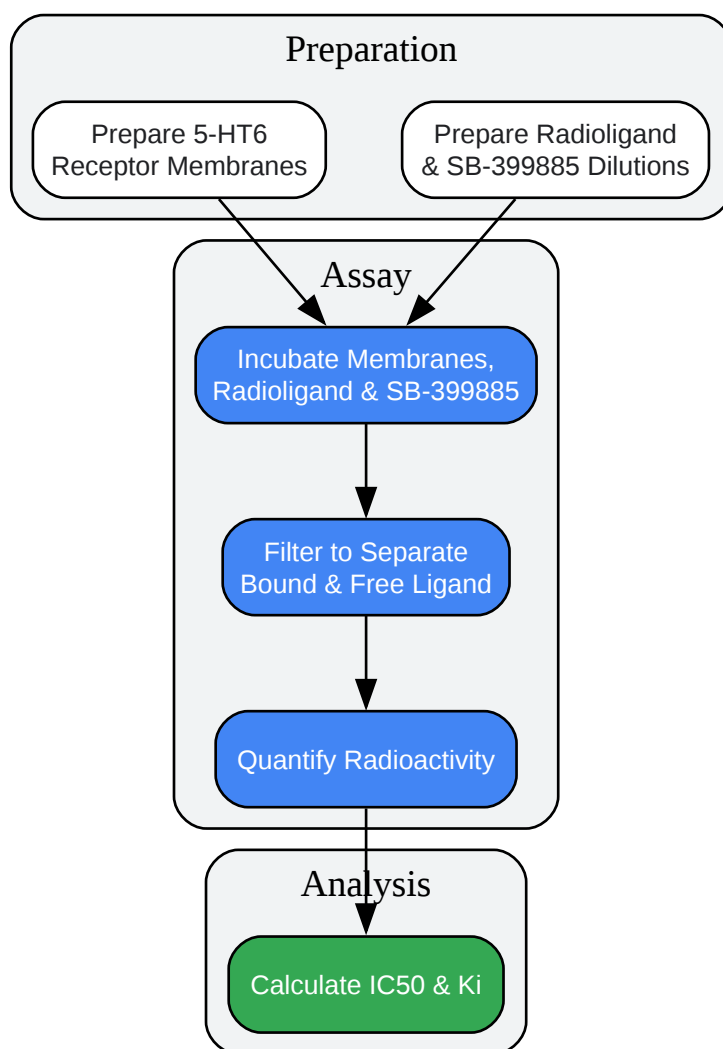 Preparation
Prepare 5-HT6
Receptor Membranes
Prepare Radioligand
& SB-399885 Dilutions
Assay
Incubate Membranes,
Radioligand & SB-399885
Filter to Separate
Bound & Free Ligand
Quantify Radioactivity
Analysis
Calculate IC50 & Ki